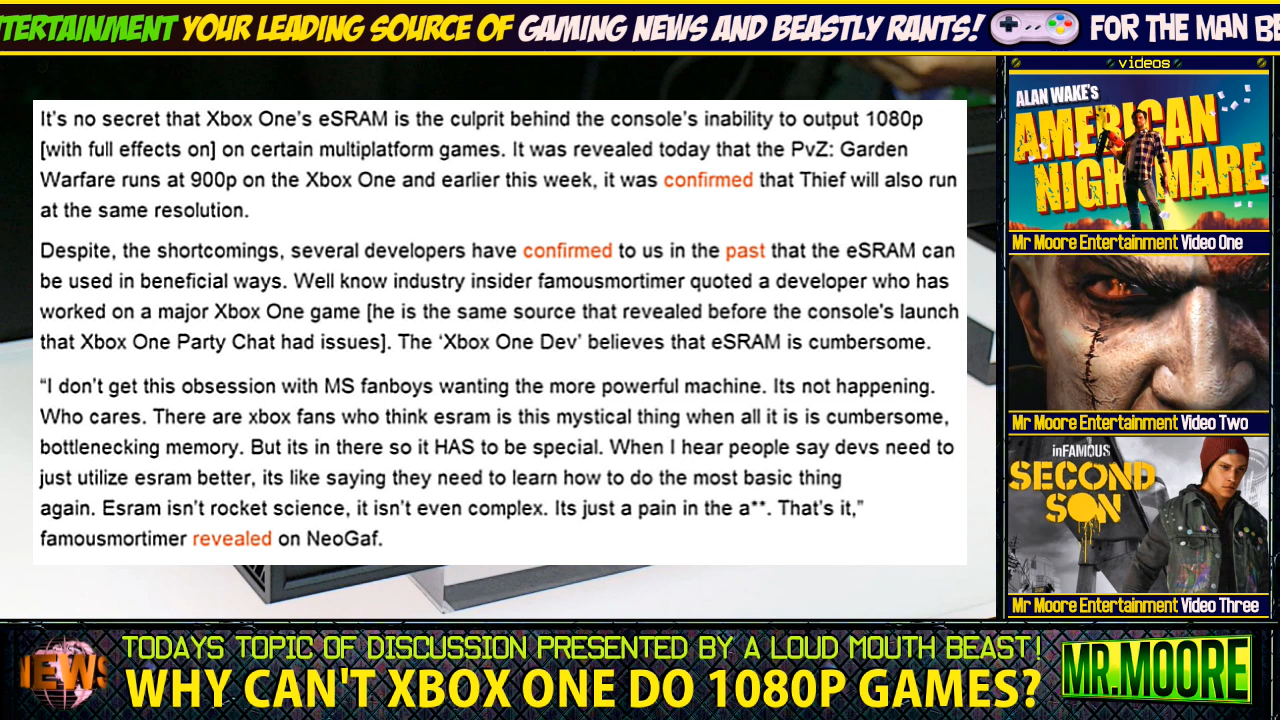 TERTAINMENT YOUR LEADING SOURCE OF GAMING NEWS AND BEASTLY RANTS! FOR THE MAN BE
videos
It's no secret that Xbox One's eSRAM is the culprit behind the console's inability to output 1080p
[with full effects on] on certain multiplatform games. It was revealed today that the PvZ: Garden
Warfare runs at 900p on the Xbox One and earlier this week, it was confirmed that Thief will also run
at the same resolution.
Despite, the shortcomings, several developers have confirmed to us in the past that the eSRAM can
be used in beneficial ways. Well know industry insider famousmortimer quoted a developer who has
worked on a major Xbox One game [he is the same source that revealed before the console's launch
that Xbox One Party Chat had issues]. The ‘Xbox One Dev’ believes that eSRAM is cumbersome.
“I don’t get this obsession with MS fanboys wanting the more powerful machine. Its not happening.
Who cares. There are xbox fans who think esram is this mystical thing when all it is is cumbersome,
bottlenecking memory. But its in there so it HAS to be special. When I hear people say devs need to
just utilize esram better, its like saying they need to learn how to do the most basic thing
again. Esram isn’t rocket science, it isn’t even complex. Its just a pain in the a**. That’s it,”
famousmortimer revealed on NeoGaf.
ALAN WAKE'S
AMERICAN
NIGHTMARE
Mr Moore Entertainment Video One
Mr Moore Entertainment Video Two
inFAMOUS
SECOND
SON
Mr Moore Entertainment Video Three
NEWS
TODAYS TOPIC OF DISCUSSION PRESENTED BY A LOUD MOUTH BEAST!
WHY CAN'T XBOX ONE DO 1080P GAMES?
MR.MOORE